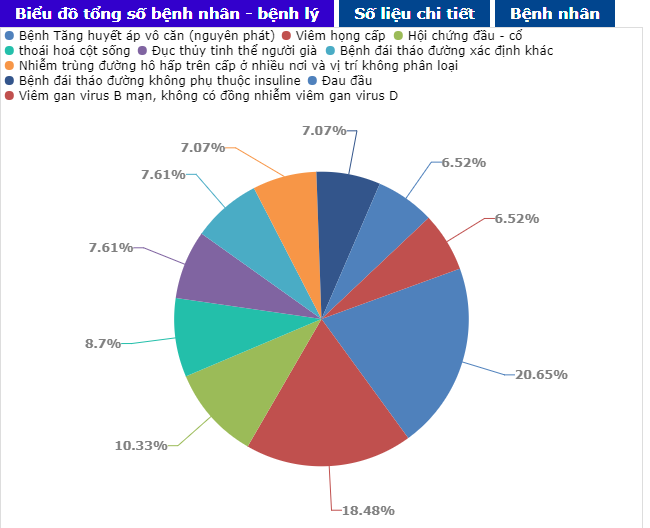 Biểu đồ tổng số bệnh nhân - bệnh lý Số liệu chi tiết Bệnh nhân
Bệnh Tăng huyết áp vô căn (nguyên phát) Viêm họng cấp Hội chứng đầu - cổ
thoái hoá cột sống Đục thủy tinh thể người già Bệnh đái tháo đường xác định khác
Nhiễm trùng đường hô hấp trên cấp ở nhiều nơi và vị trí không phân loại
Bệnh đái tháo đường không phụ thuộc insuline Đau đầu
Viêm gan virus B mạn, không có đồng nhiễm viêm gan virus D
7.07%
7.07%
6.52%
7.61%
6.52%
7.61%
8.7%
20.65%
10.33%
18.48%